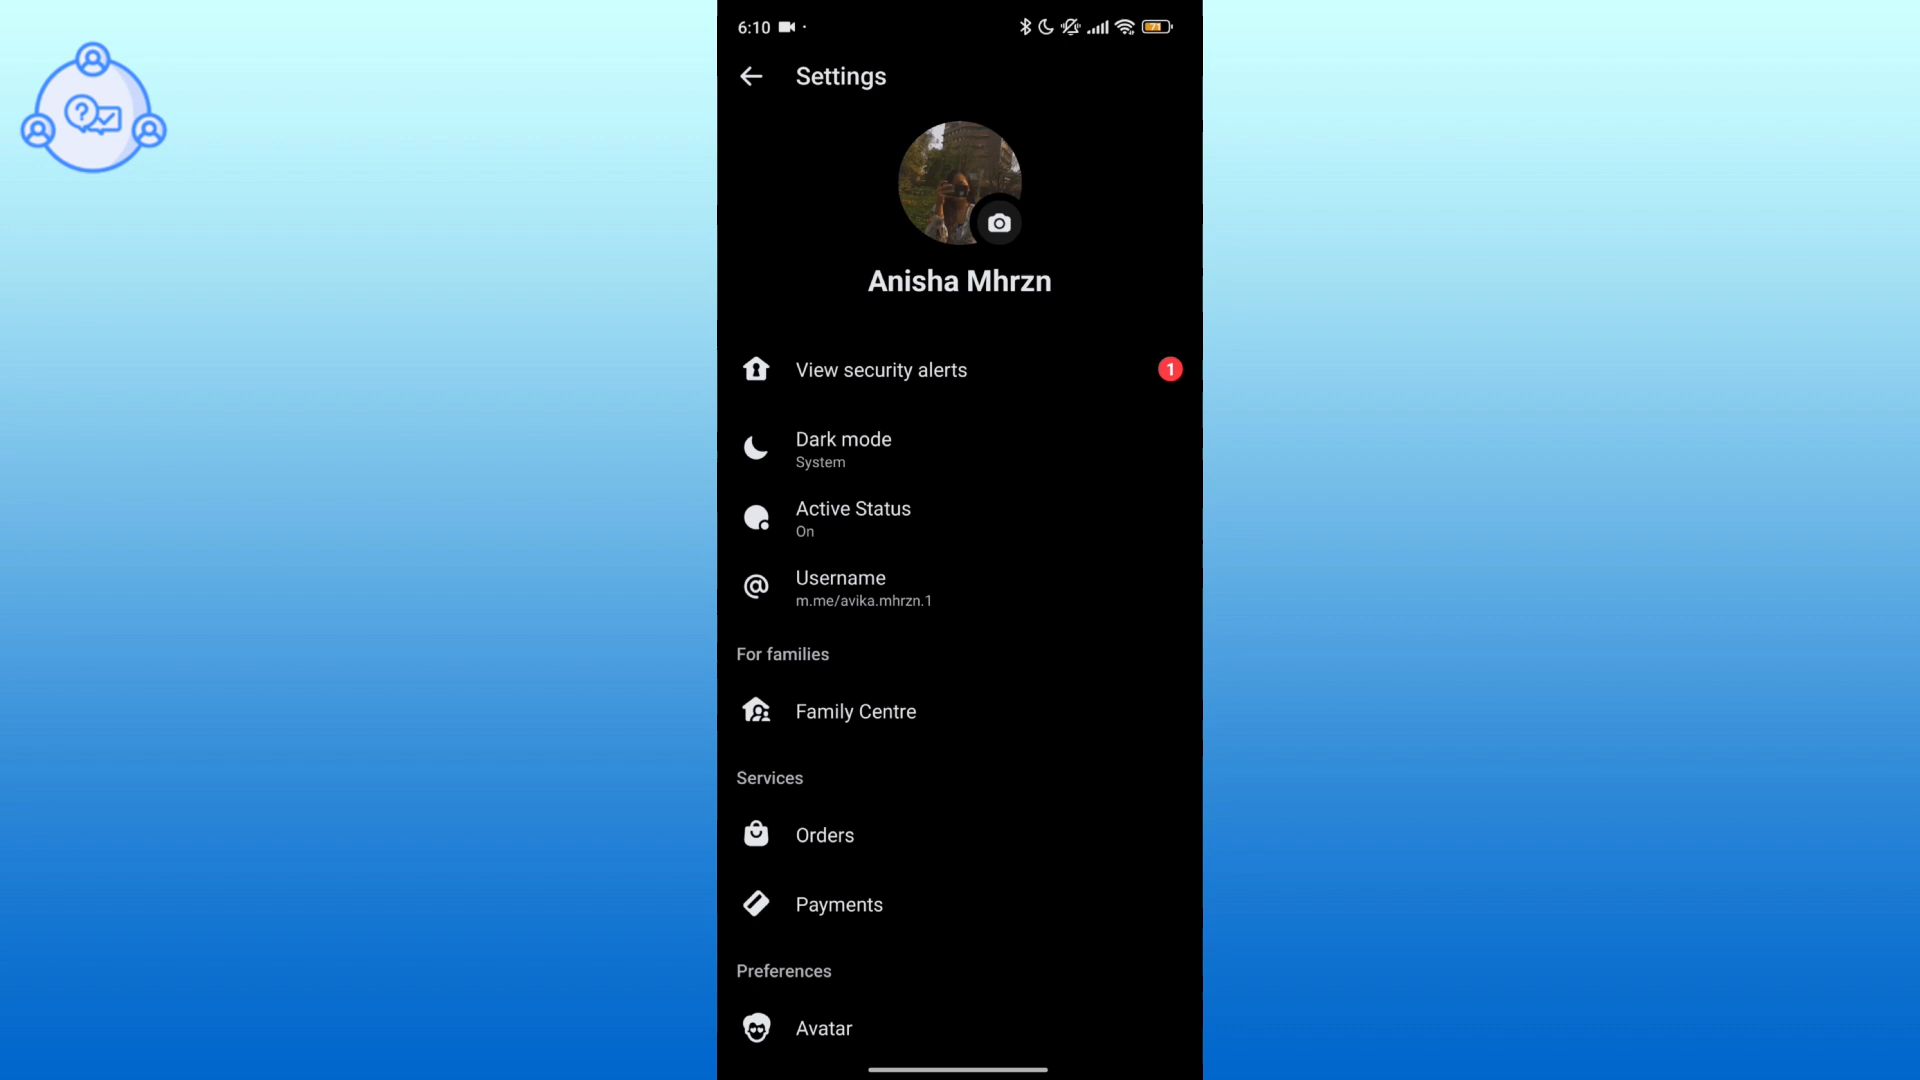 6:10
71
Settings
Anisha Mhrzn
View security alerts
1
Dark mode
System
Active Status
On
@
Username
m.me/avika.mhrzn.1
For families
Family Centre
Services
Orders
Payments
Preferences
Avatar